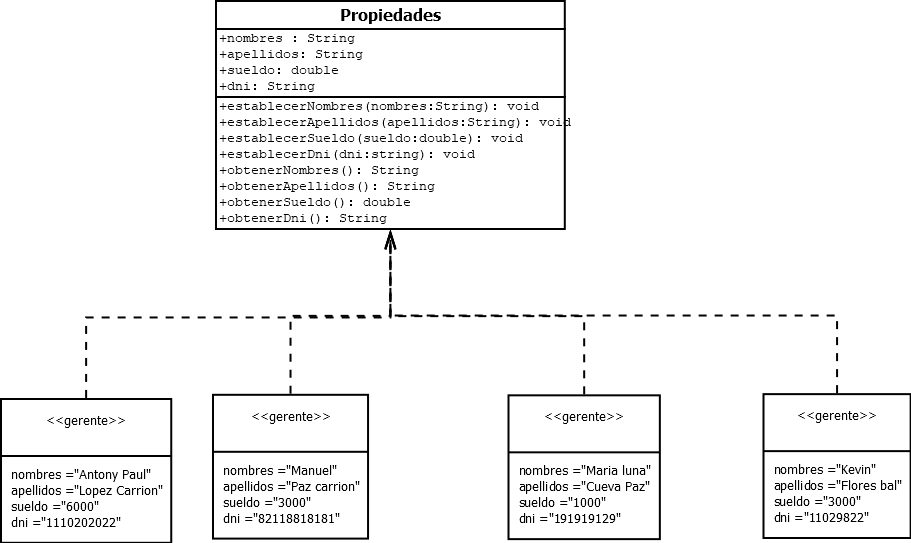 Propiedades
+nombres : String
+apellidos: String
+sueldo: double
+dni: String
+establecerNombres(nombres:String): void
+establecerApellidos(apellidos:String): void
+establecerSueldo(sueldo:double): void
+establecerDni(dni:string): void
+obtenerNombres(): String
+obtenerApellidos(): String
+obtenerSueldo(): double
+obtenerDni(): String
<<gerente>>
nombres ="Antony Paul"
apellidos ="Lopez Carrion"
sueldo ="6000"
dni ="1110202022"
<<gerente>>
nombres ="Manuel"
apellidos ="Paz carrion"
sueldo ="3000"
dni ="82118818181"
<<gerente>>
nombres ="Maria luna"
apellidos ="Cueva Paz"
sueldo ="1000"
dni ="191919129"
<<gerente>>
nombres ="Kevin"
apellidos ="Flores bal"
sueldo ="3000"
dni ="11029822"